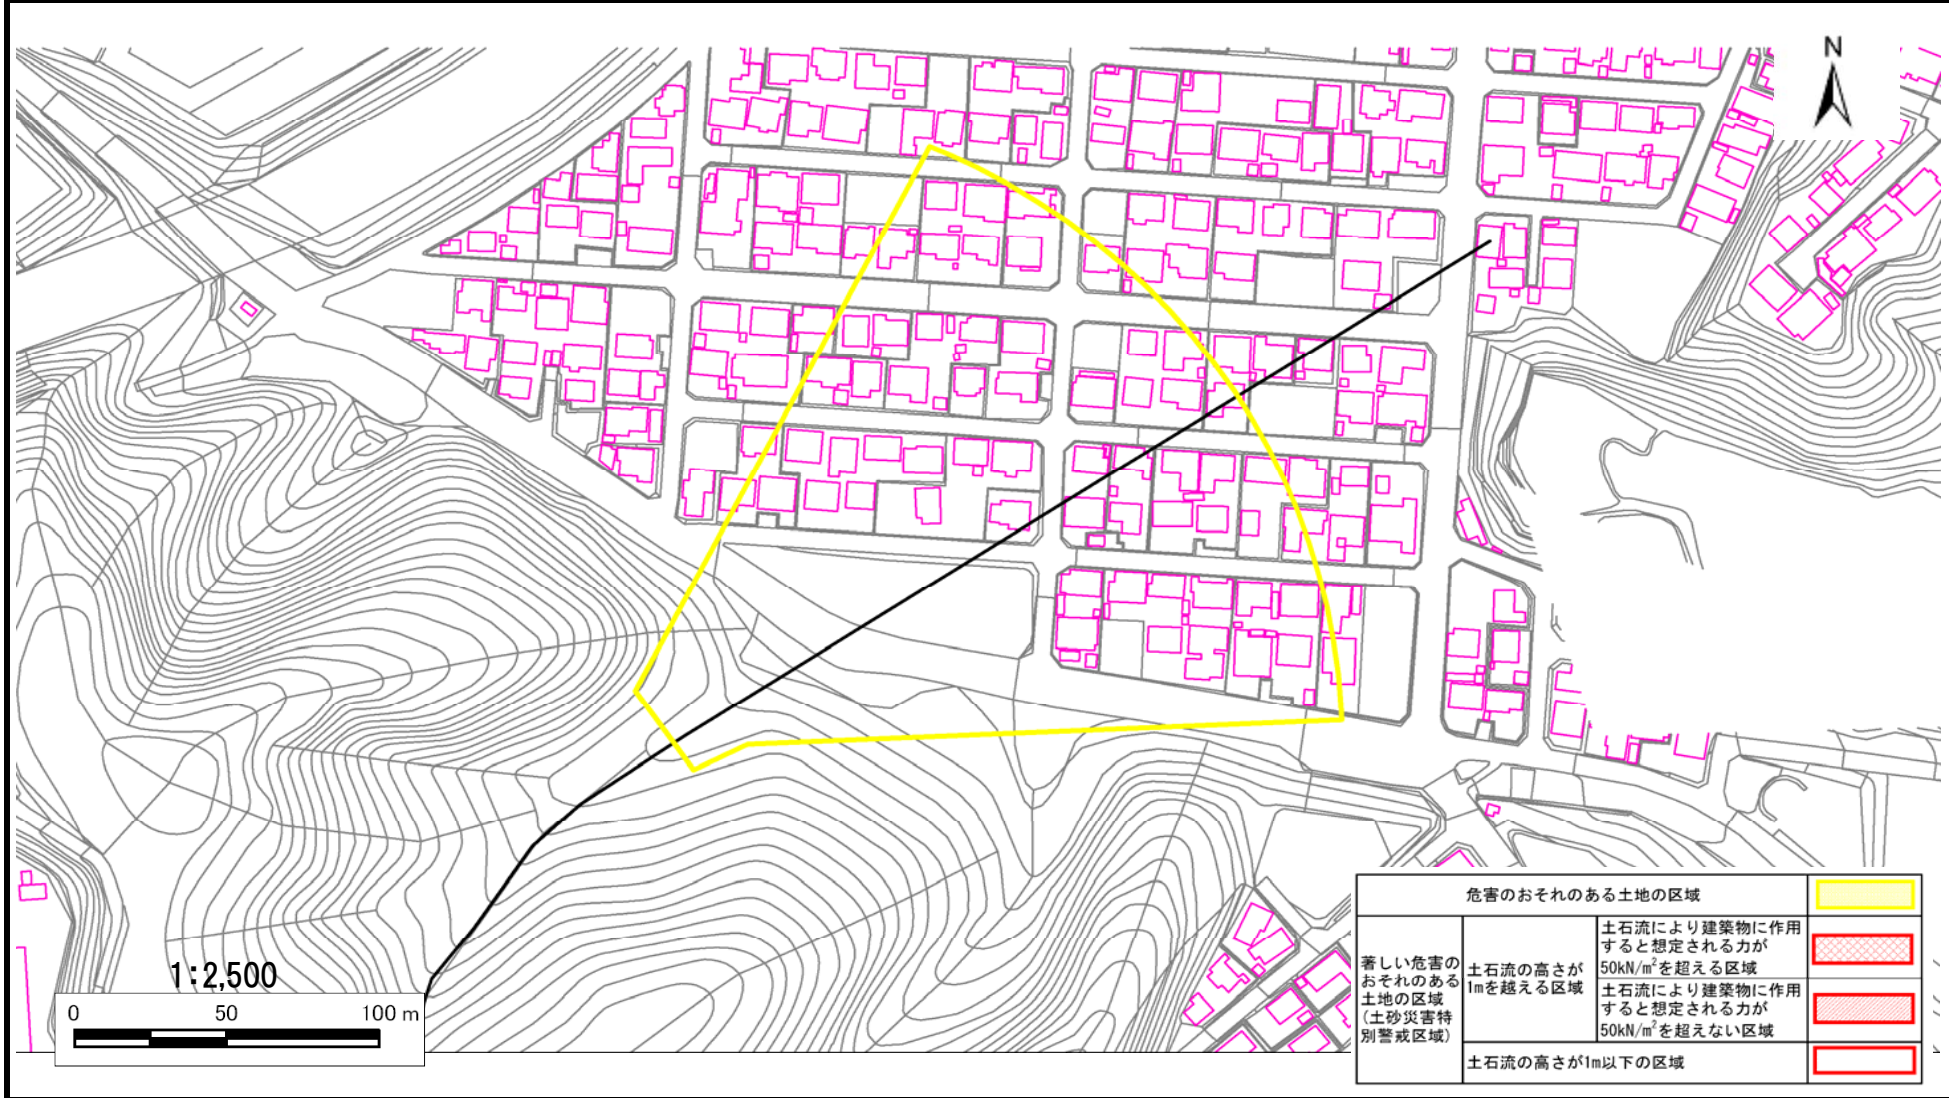 N
1:2,500
0 50 100 m
危害のおそれのある土地の区域
著しい危害の
おそれのある
土地の区域
(土砂災害特
別警戒区域)
土石流の高さが
1mを越える区域
土石流により建築物に作用
すると想定される力が
50kN/m²を超える区域
土石流により建築物に作用
すると想定される力が
50kN/m²を超えない区域
土石流の高さが1m以下の区域